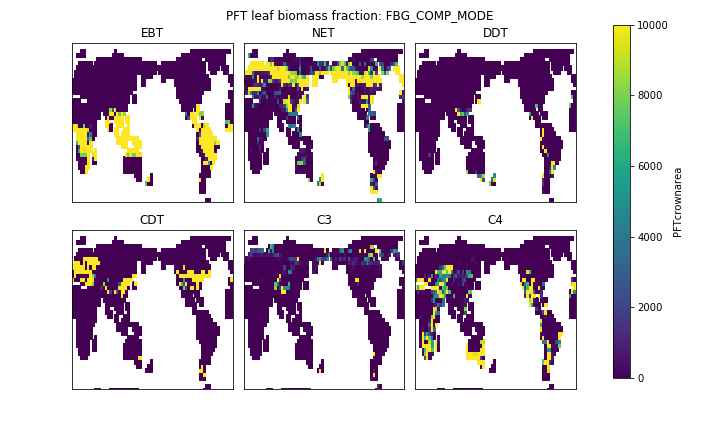 PFT leaf biomass fraction: FBG_COMP_MODE
EBT
NET
DDT
CDT
C3
C4
10000
8000
6000
4000
2000
0
PFTcrownarea